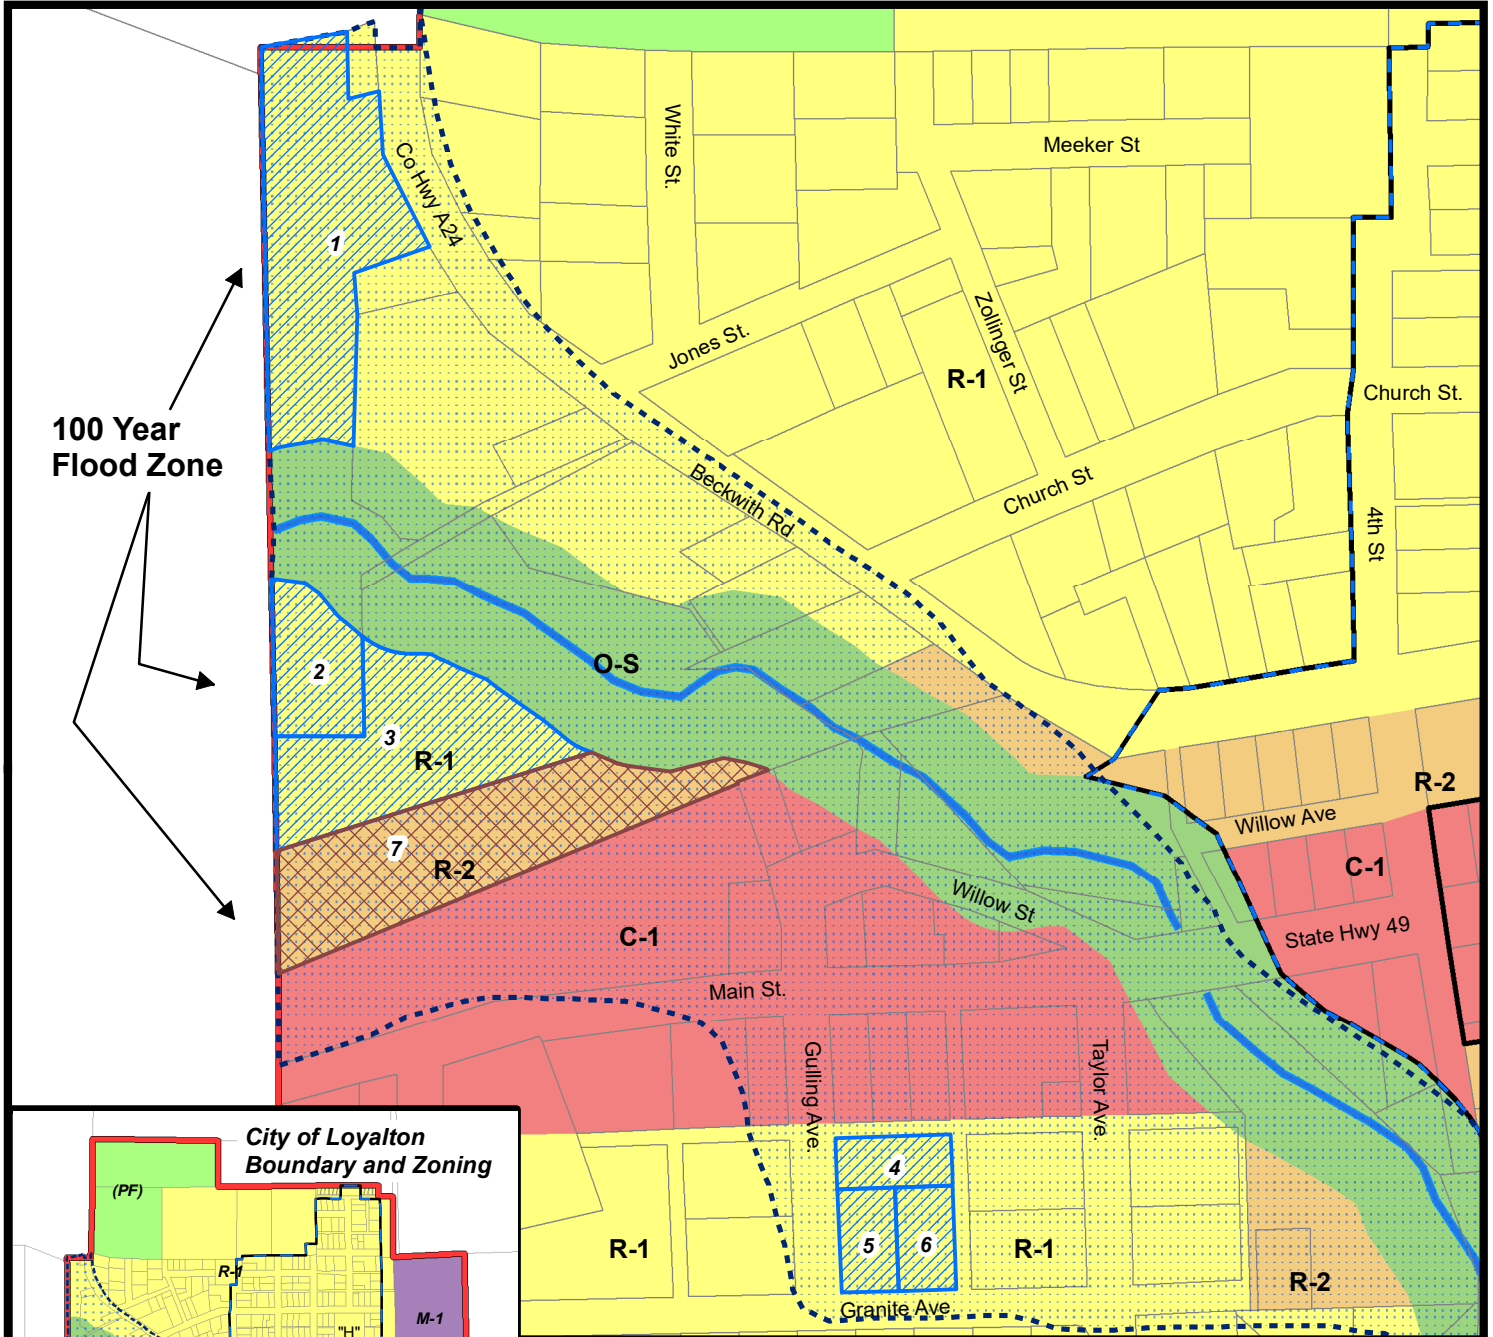 White St.
Meeker St
Co Hwy A24
1
Zollinger St
Jones St.
R-1
Church St.
100 Year
Flood Zone
Beckwith Rd
Church St
4th St
O-S
2
3
R-1
R-2
Willow Ave
7
R-2
C-1
Willow St
C-1
State Hwy 49
Main St.
Gulling Ave.
Taylor Ave.
4
5
6
R-1
R-1
R-2
Granite Ave
City of Loyalton
Boundary and Zoning
(PF)
R-1
M-1
"H"